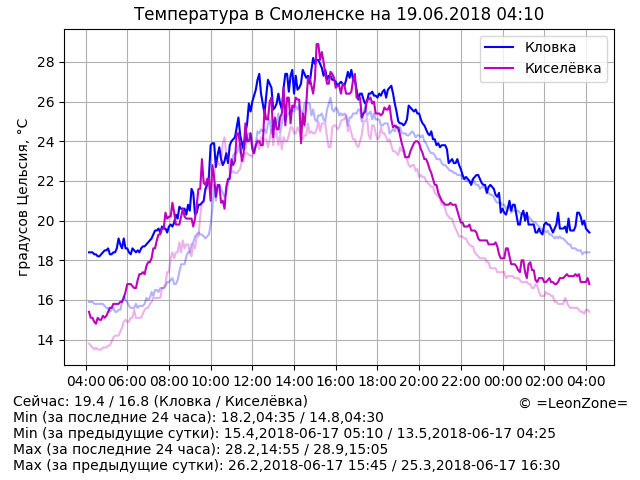 Температура в Смоленске на 19.06.2018 04:10
Кловка
Киселёвка
градусов Цельсия, °C
28
26
24
22
20
18
16
14
04:00 06:00 08:00 10:00 12:00 14:00 16:00 18:00 20:00 22:00 00:00 02:00 04:00
Сейчас: 19.4 / 16.8 (Кловка / Киселёвка)
© =LeonZone=
Min (за последние 24 часа): 18.2,04:35 / 14.8,04:30
Min (за предыдущие сутки): 15.4,2018-06-17 05:10 / 13.5,2018-06-17 04:25
Max (за последние 24 часа): 28.2,14:55 / 28.9,15:05
Max (за предыдущие сутки): 26.2,2018-06-17 15:45 / 25.3,2018-06-17 16:30